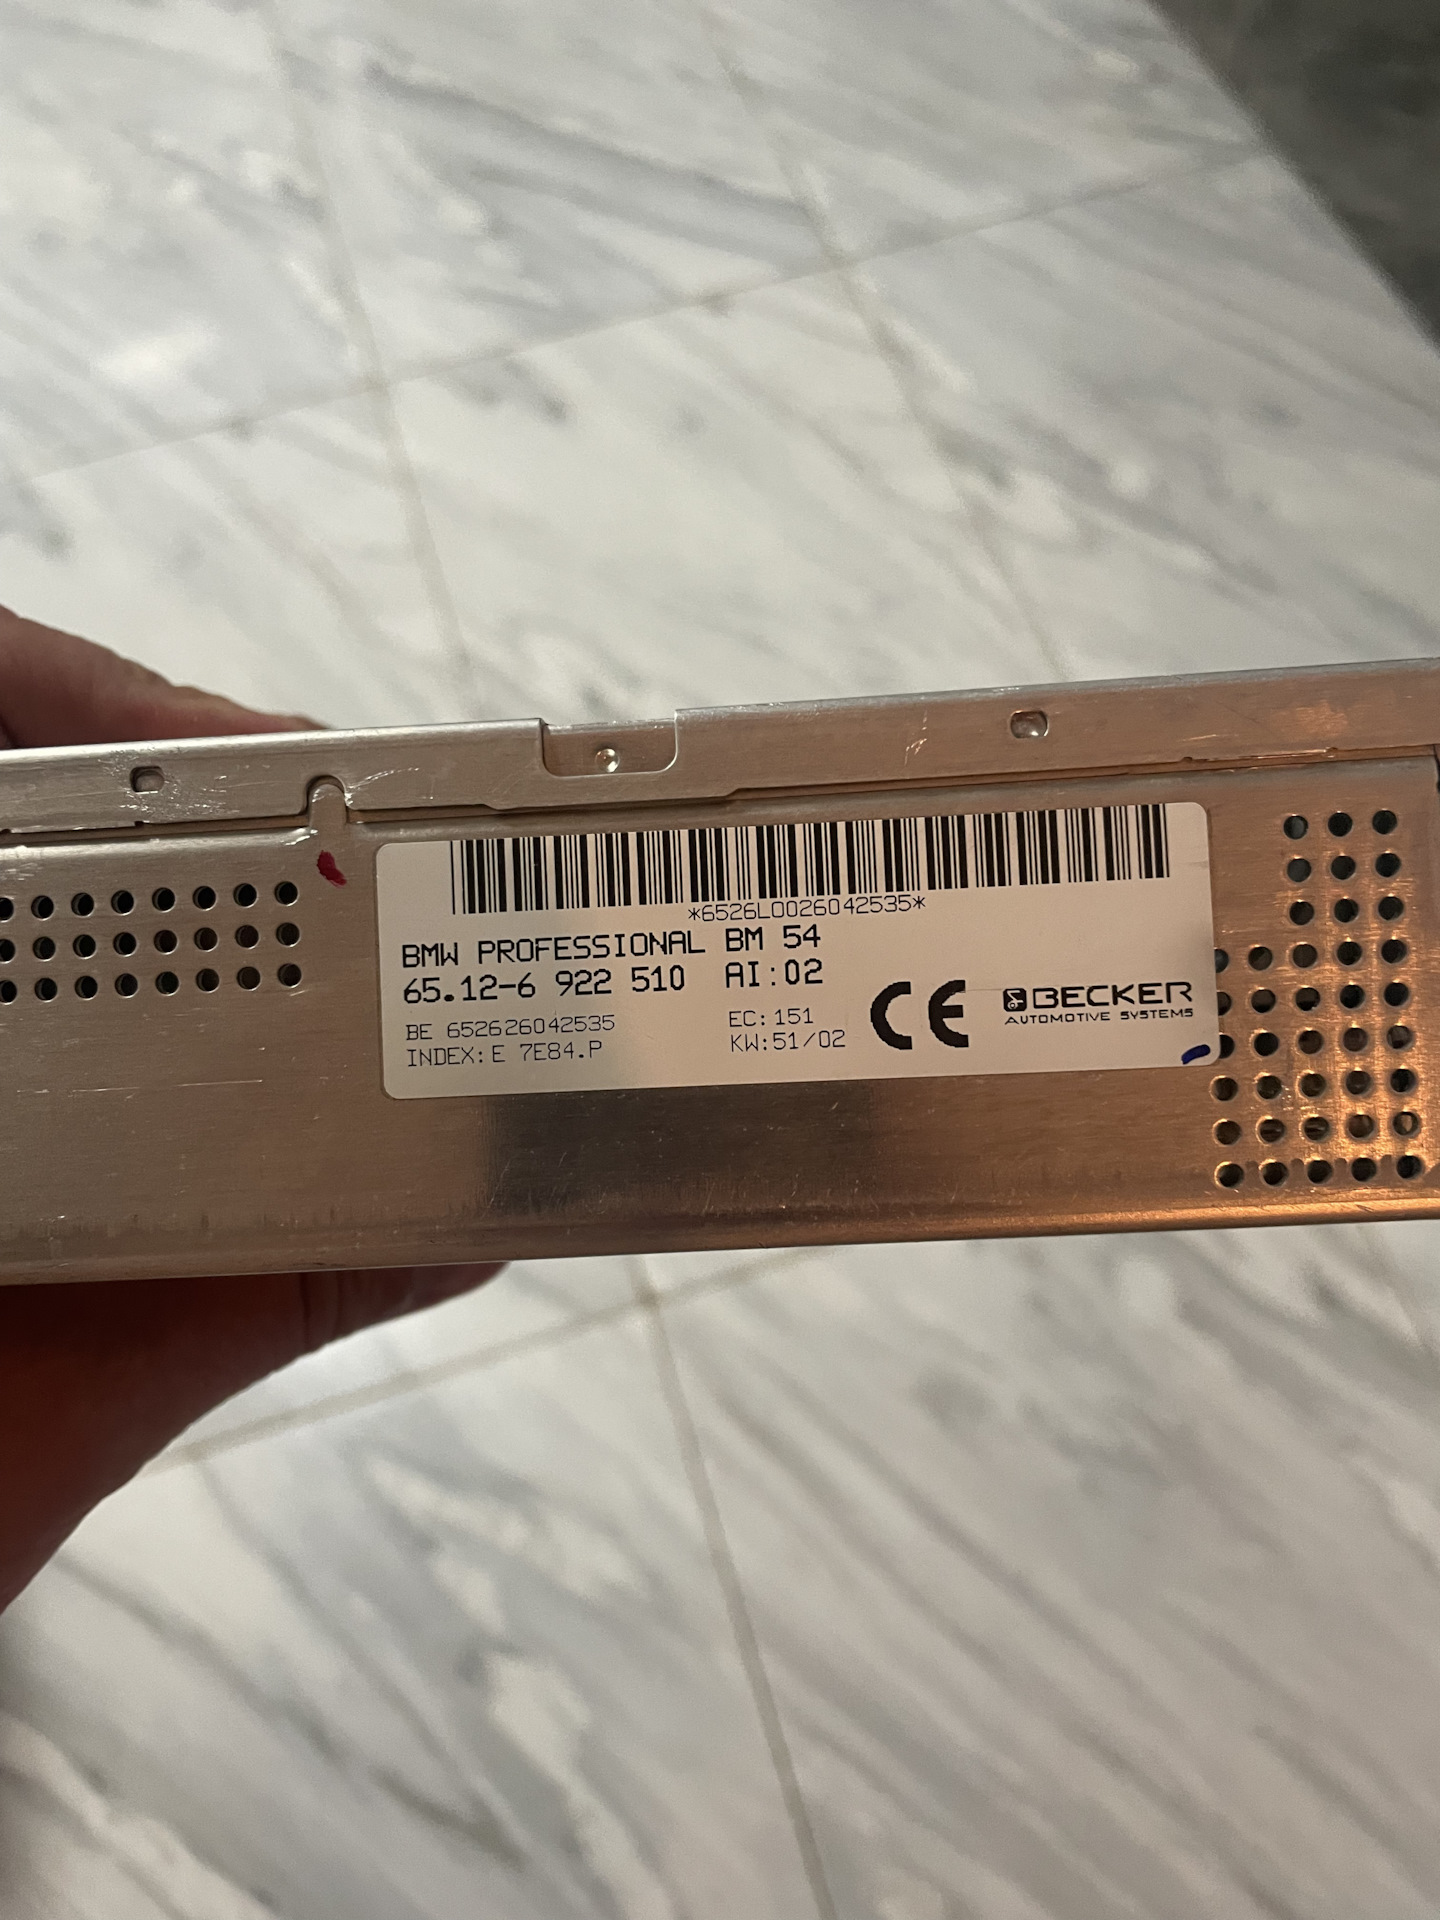 *6526L0026042535*
BMW PROFESSIONAL BM 54
65.12-6 922 510 AI:02
BE 652626042535 EC:151
INDEX:E 7E84.P KW:51/02
CE
BECKER
AUTOMOTIVE SYSTEMS